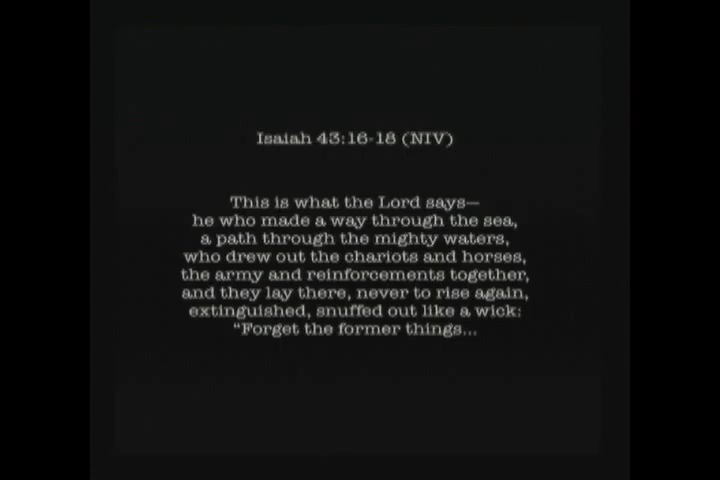 Isaiah 43:16-18 (NIV)
This is what the Lord says—
he who made a way through the sea,
a path through the mighty waters,
who drew out the chariots and horses,
the army and reinforcements together,
and they lay there, never to rise again,
extinguished, snuffed out like a wick:
“Forget the former things...